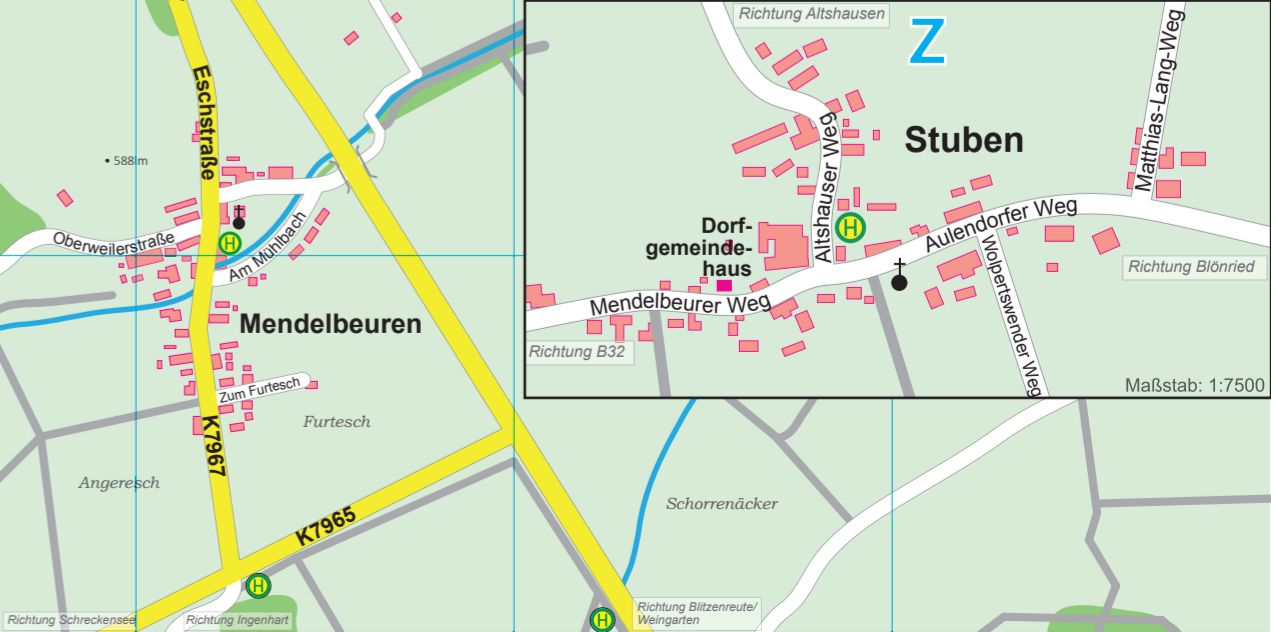 Eschstraße
588m
Oberweilerstraße
H
Am Mühlbach
Mendelbeuren
Zum Furtesch
Furtesch
K7967
Angeresch
K7965
H
Richtung Schreckensee
Richtung Ingenhart
Schorrenäcker
H
Richtung Blitzenreute/
Weingarten
Richtung Altshausen
Z
Stuben
Matthias-Lang-Weg
Altshauser Weg
H
Dorf-
gemeinde-
haus
Aulendorfer Weg
Mendelbeurer Weg
Wolpertswender Weg
Richtung Blönried
Richtung B32
Maßstab: 1:7500